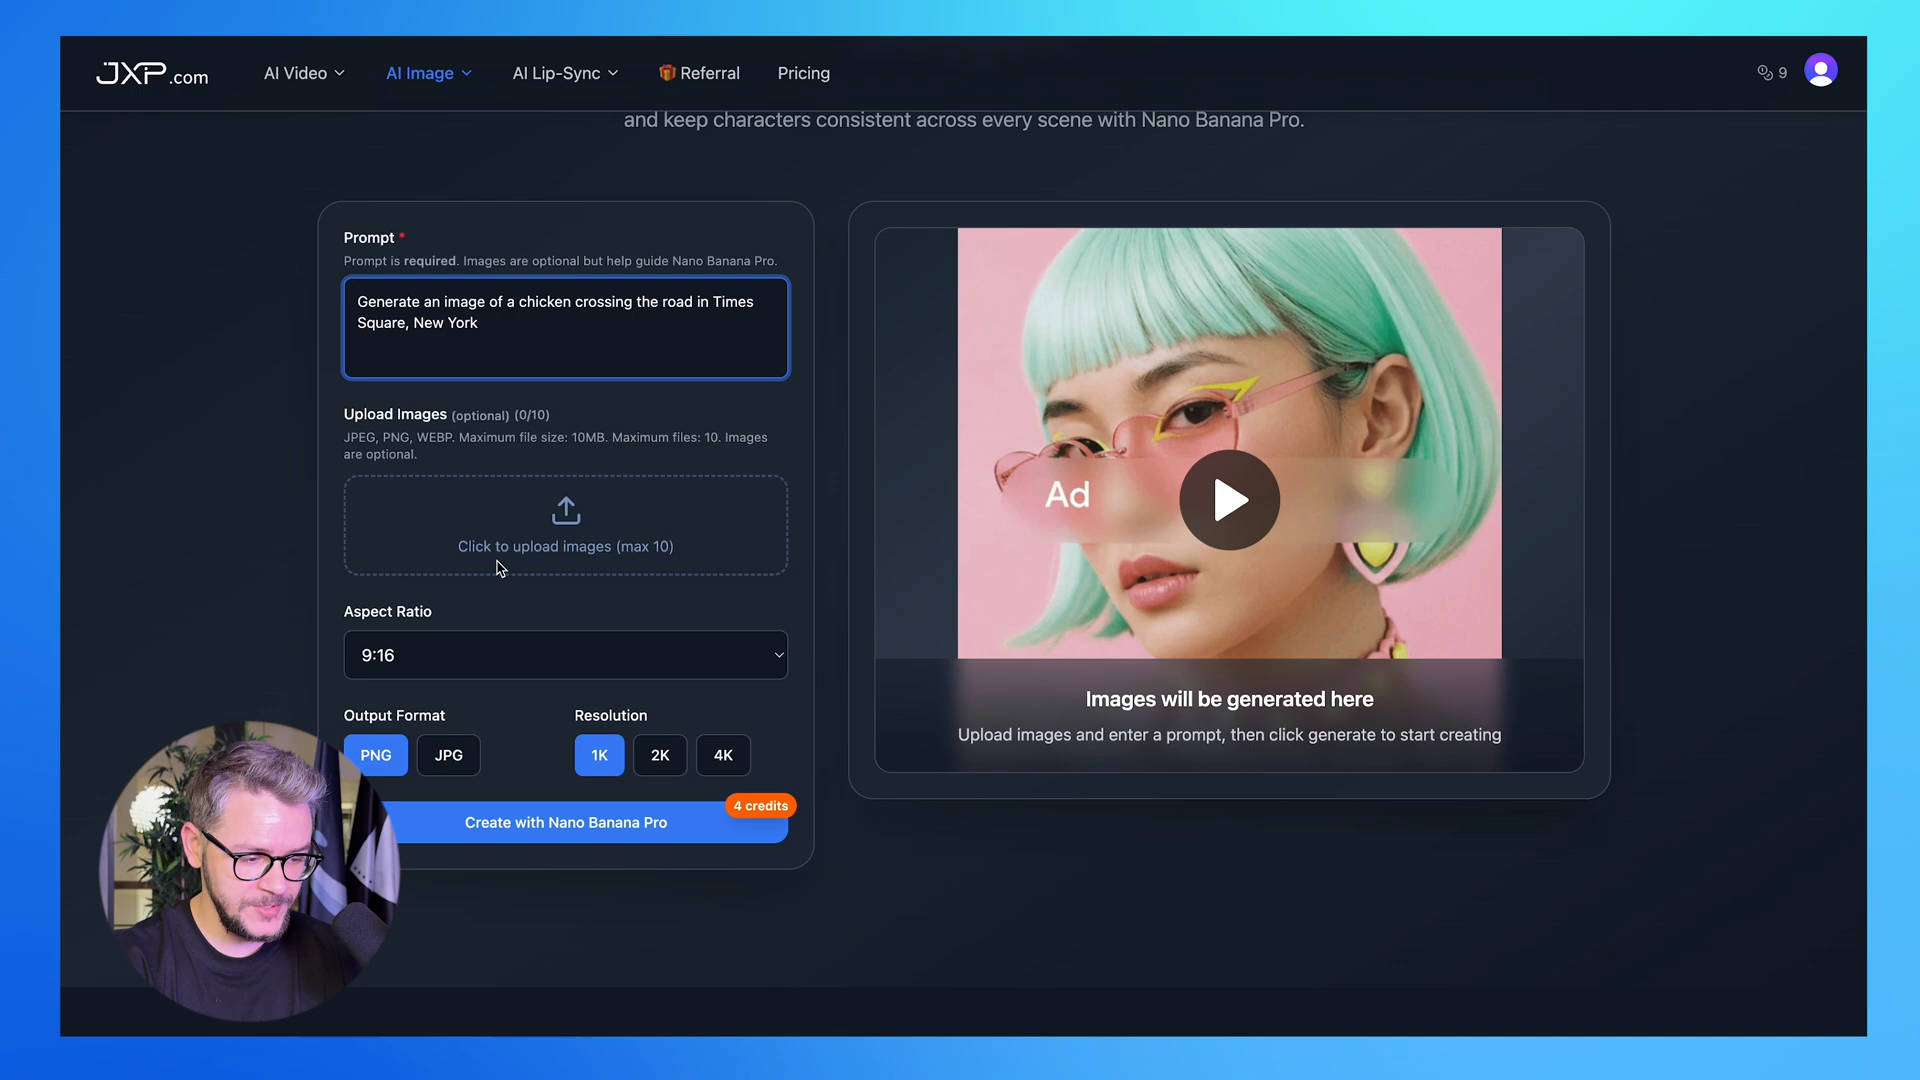 JXP.com
AI Video
AI Image
AI Lip-Sync
Referral
Pricing
9
and keep characters consistent across every scene with Nano Banana Pro.
Prompt *
Prompt is required. Images are optional but help guide Nano Banana Pro.
Generate an image of a chicken crossing the road in Times
Square, New York
Upload Images (optional) (0/10)
JPEG, PNG, WEBP. Maximum file size: 10MB. Maximum files: 10. Images
are optional.
Click to upload images (max 10)
Aspect Ratio
9:16
Output Format
Resolution
PNG
JPG
1K
2K
4K
4 credits
Create with Nano Banana Pro
Ad
Images will be generated here
Upload images and enter a prompt, then click generate to start creating